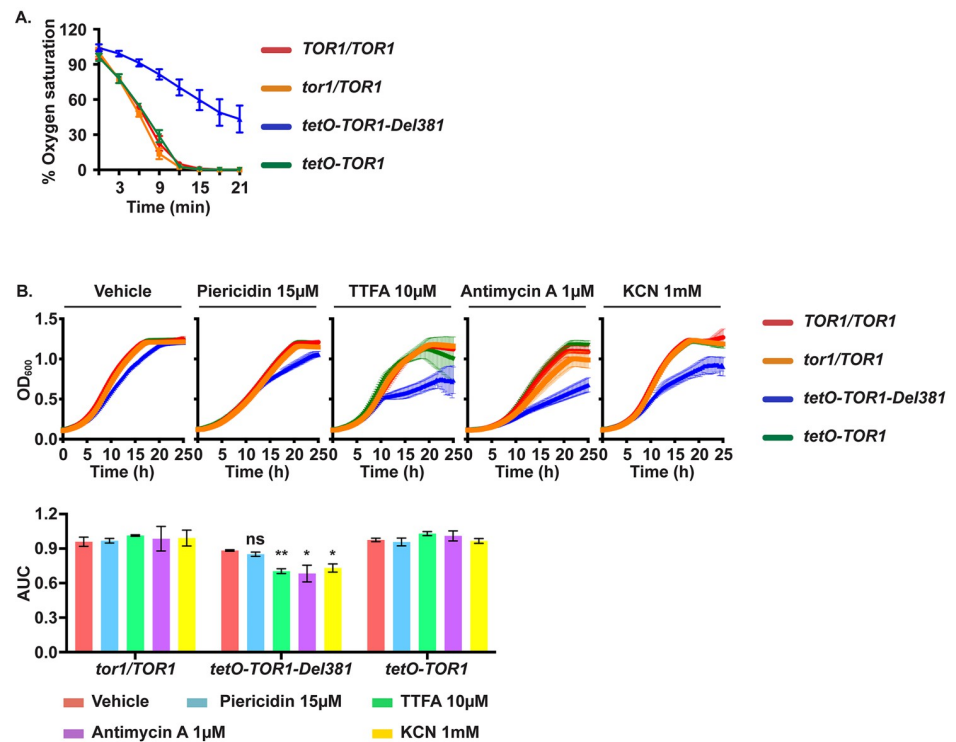 A.
120
90
60
30
0
% Oxygen saturation
3 9 15 21
Time (min)
TOR1/TOR1
tor1/TOR1
tetO-TOR1-Del381
tetO-TOR1
B.
Vehicle Piericidin 15µM TTFA 10µM Antimycin A 1µM KCN 1mM
1.5
1.0
0.5
0.0
OD600
0 5 10 15 20 25 0 5 10 15 20 25 0 5 10 15 20 25 0 5 10 15 20 25 0 5 10 15 20 25
Time (h) Time (h) Time (h) Time (h) Time (h)
TOR1/TOR1
tor1/TOR1
tetO-TOR1-Del381
tetO-TOR1
1.2
0.9
0.6
0.3
0.0
AUC
ns ** * *
tor1/TOR1 tetO-TOR1-Del381 tetO-TOR1
Vehicle Piericidin 15µM TTFA 10µM
Antimycin A 1µM KCN 1mM